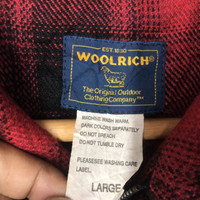 EST. 1830
WOOLRICH®
The Original Outdoor
Clothing Company™
MACHINE WASH WARM.
DARK COLORS SEPARATELY
DO NOT BREACH
DO NOT TUMBLE DRY
PLEASESEE WASHING CARE
LABEL.
LARGE